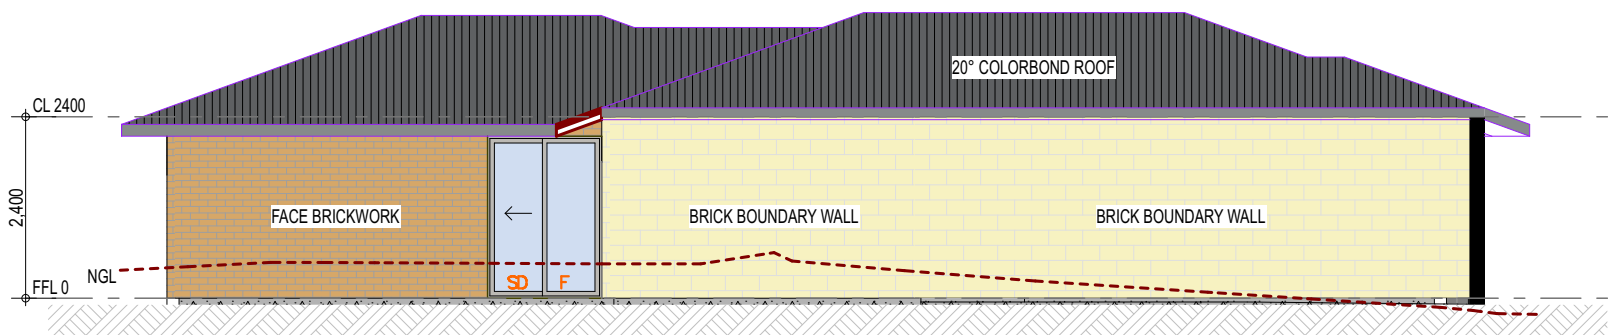 20° COLORBOND ROOF
CL 2400
2,400
FACE BRICKWORK
BRICK BOUNDARY WALL
BRICK BOUNDARY WALL
NGL
SD
F
FFL 0